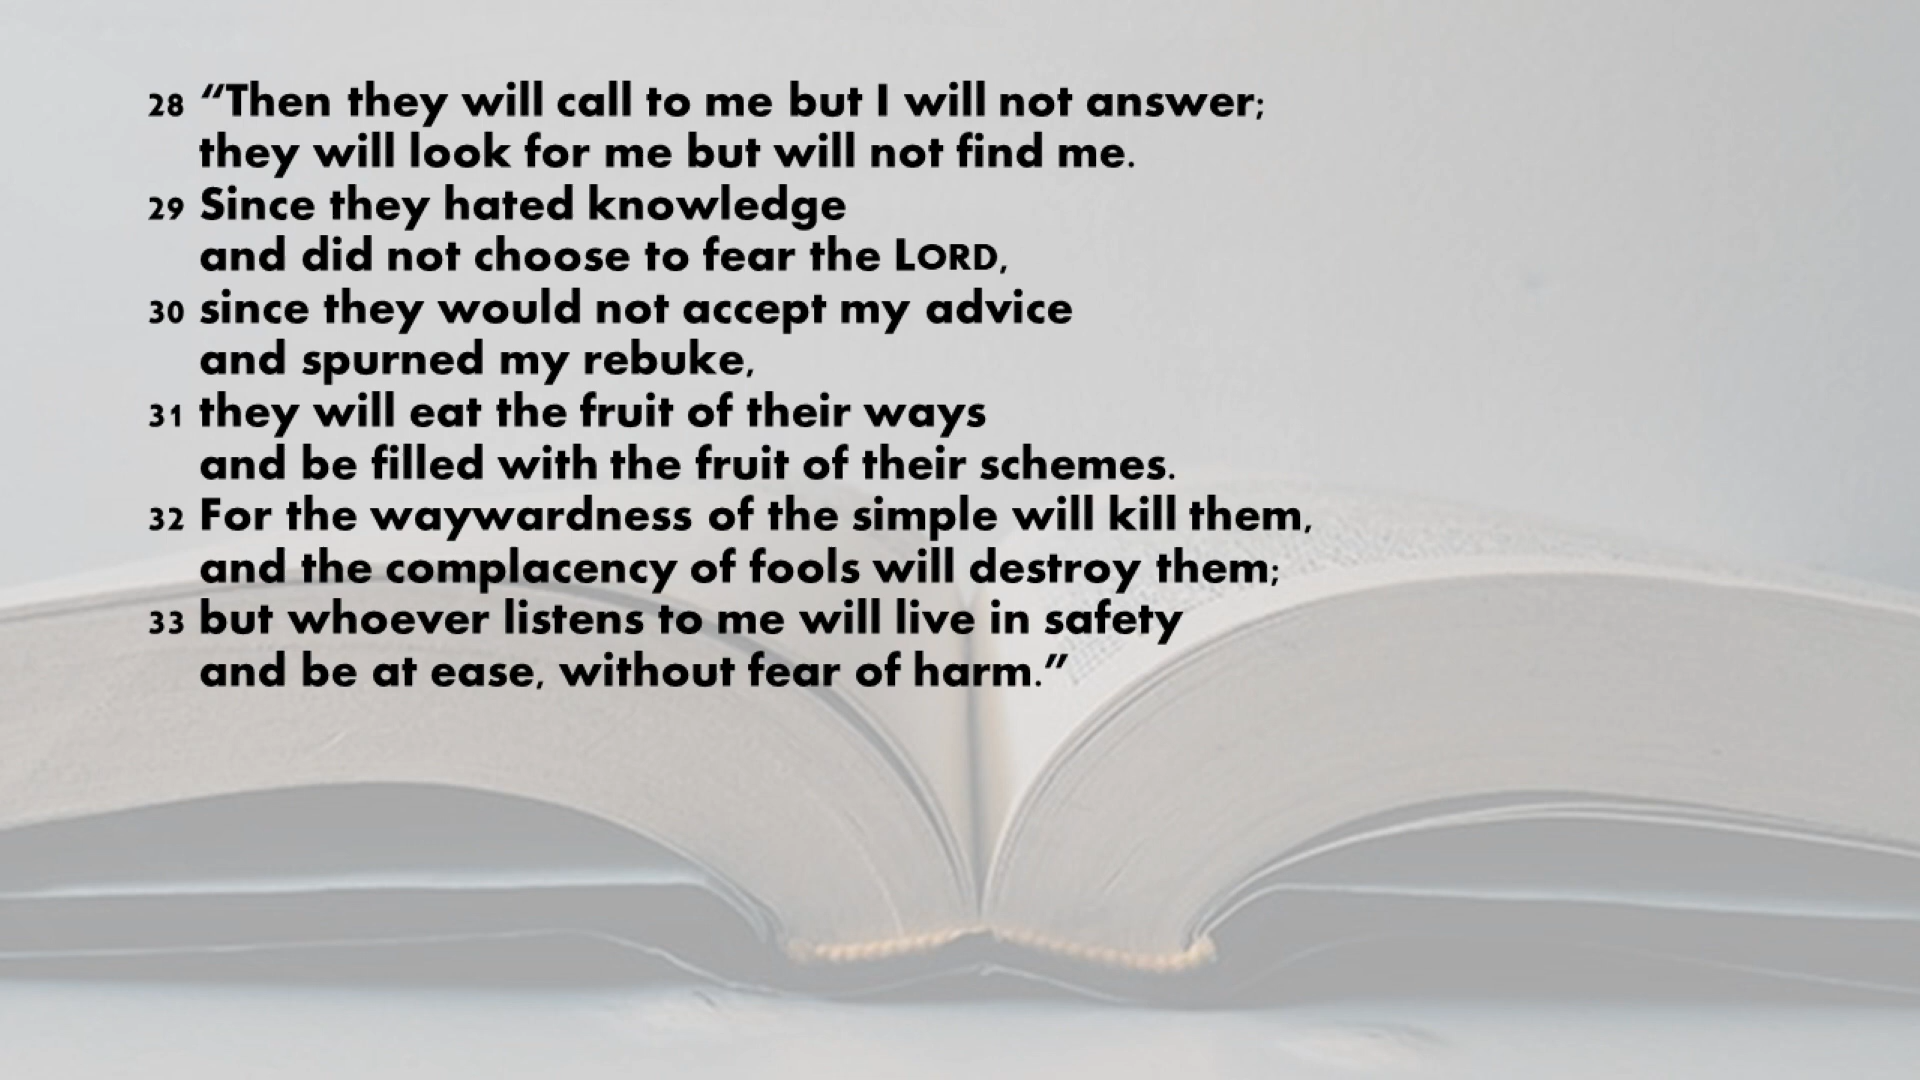 28 “Then they will call to me but I will not answer;
they will look for me but will not find me.
29 Since they hated knowledge
and did not choose to fear the LORD,
30 since they would not accept my advice
and spurned my rebuke,
31 they will eat the fruit of their ways
and be filled with the fruit of their schemes.
32 For the waywardness of the simple will kill them,
and the complacency of fools will destroy them;
33 but whoever listens to me will live in safety
and be at ease, without fear of harm.”